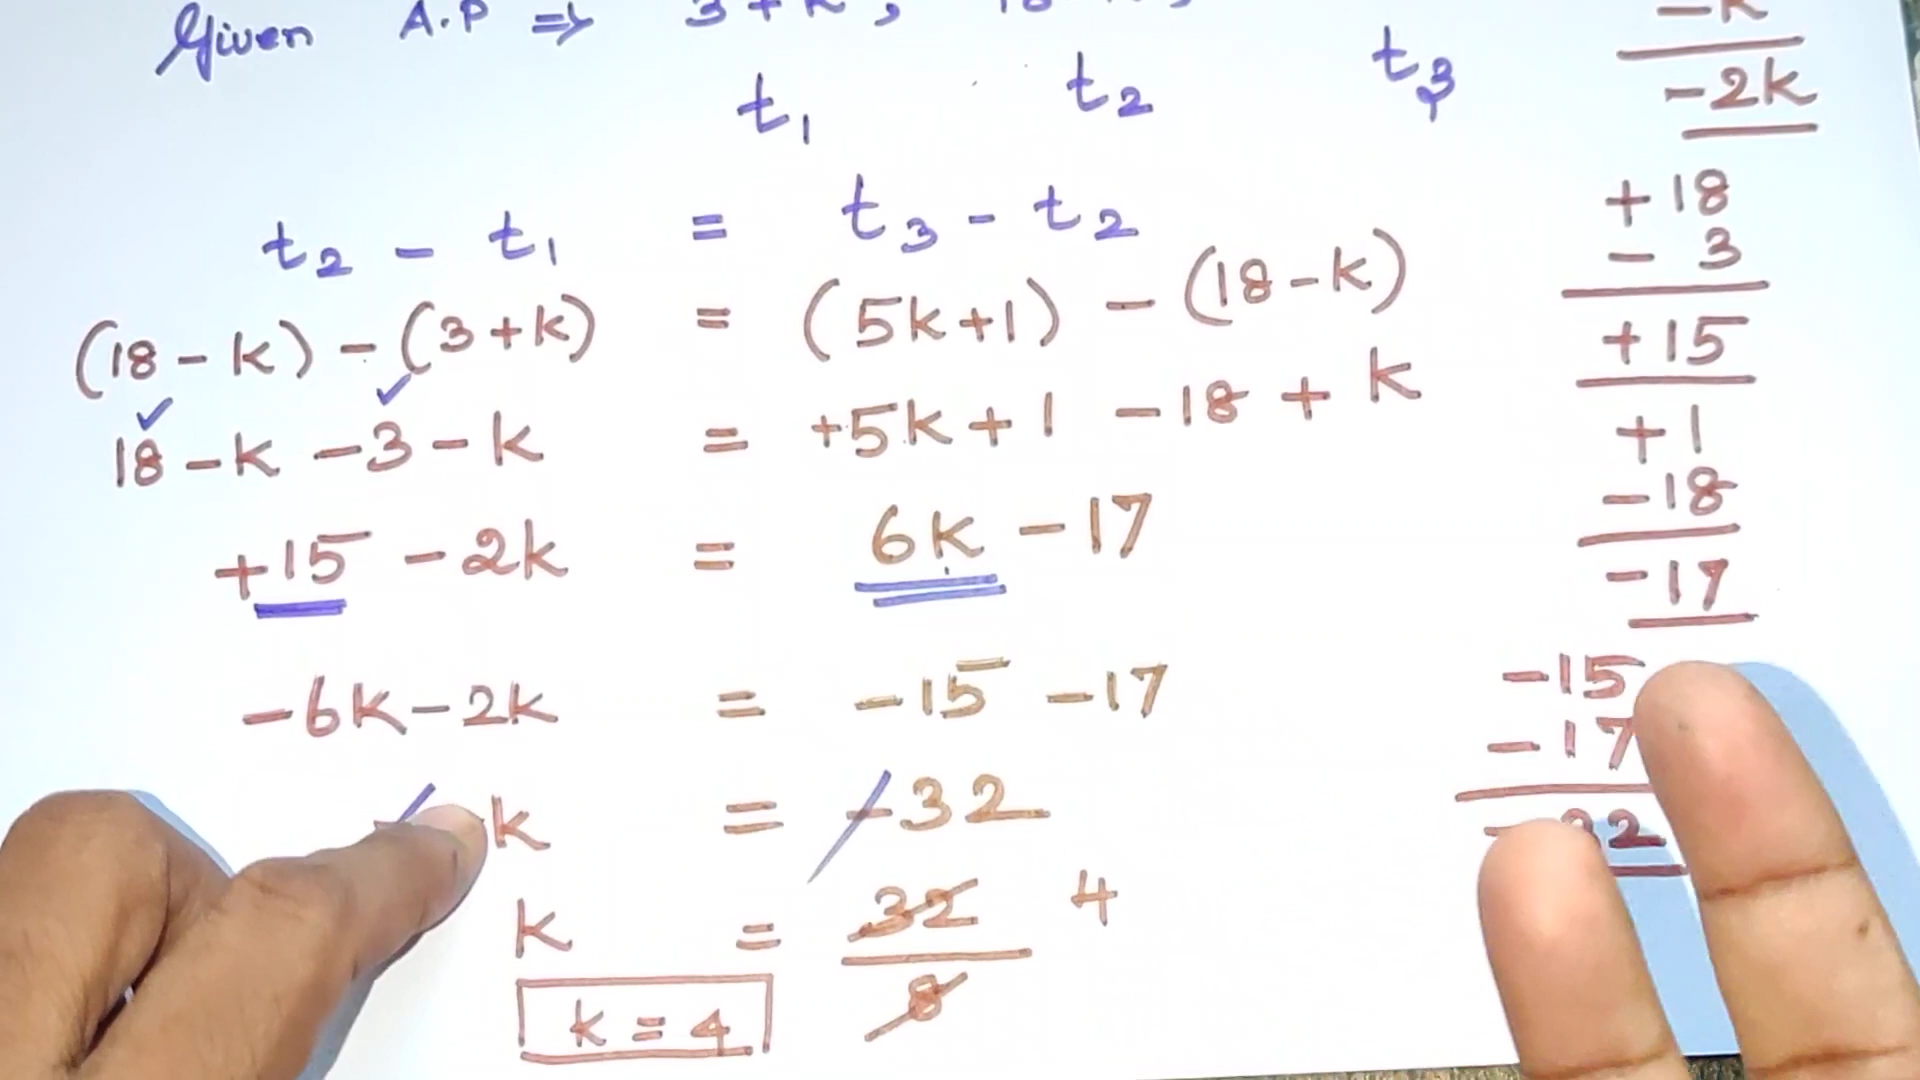 Given A.P ⇒ 3+k,
t₁ t₂ t₃
t₂ - t₁ = t₃ - t₂
(18-k) - (3+k) = (5k+1) - (18-k)
18-k -3-k = +5k+1 -18 + k
+15 -2k = 6k -17
-6k-2k = -15 -17
k = -32
k = 32/8 4
k = 4
-k
-2k
+18
- 3
+15
+1
-18
-17
-15
-17